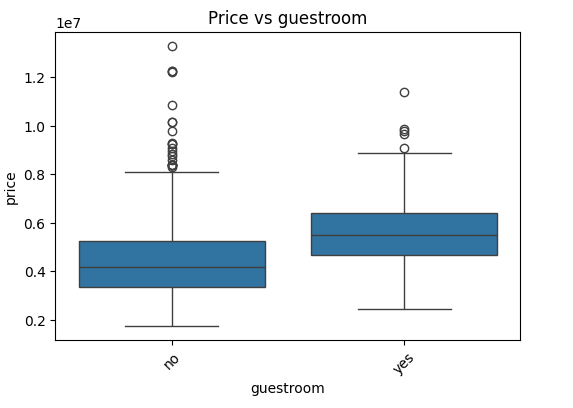 Price vs guestroom
1e7
1.2
1.0
0.8
0.6
0.4
0.2
price
no
yes
guestroom